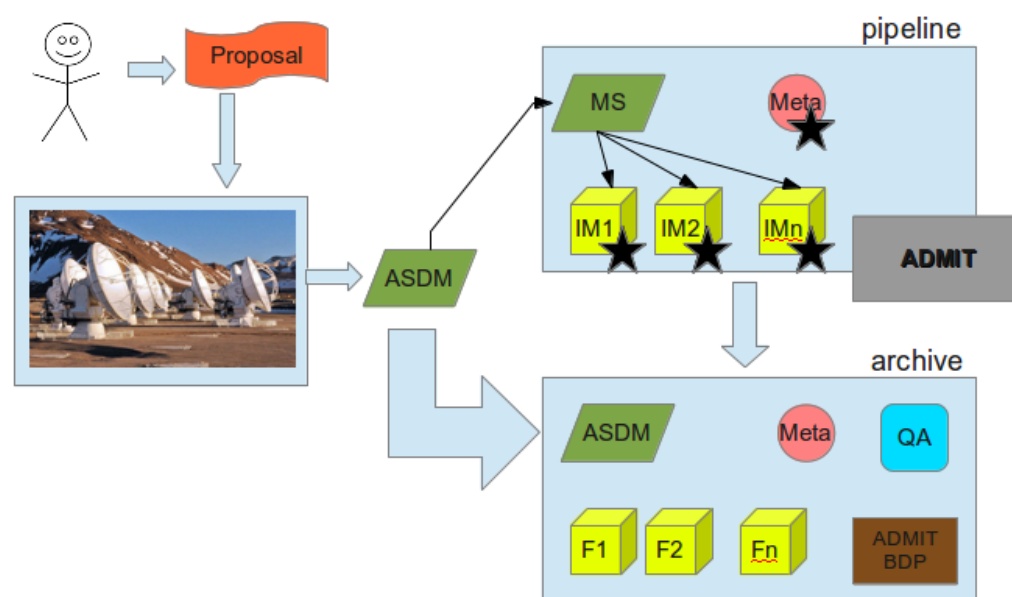 pipeline
Proposal
MS
Meta
IM1
IM2
IMn
ADMIT
ASDM
archive
ASDM
Meta
QA
F1
F2
Fn
ADMIT
BDP